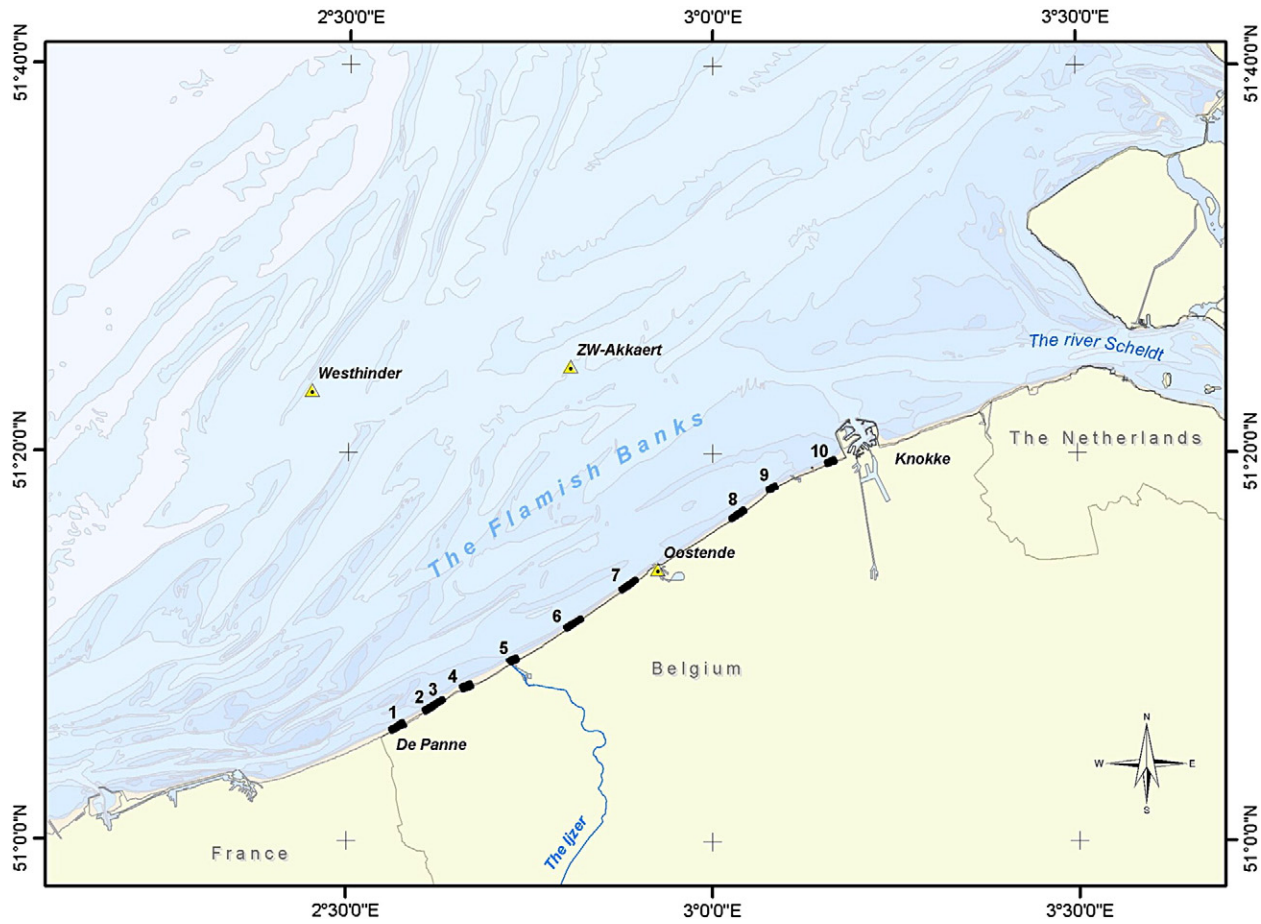 2°30'0"E
3°0'0"E
3°30'0"E
51°40'0"N
51°40'0"N
ZW-Akkaert
Westhinder
The river Scheldt
The Flamish Banks
51°20'0"N
51°20'0"N
The Netherlands
Knokke
10
9
8
Oostende
7
6
5
Belgium
4
3
2
1
De Panne
N
W
E
S
The Ijzer
France
51°0'0"N
51°0'0"N
2°30'0"E
3°0'0"E
3°30'0"E